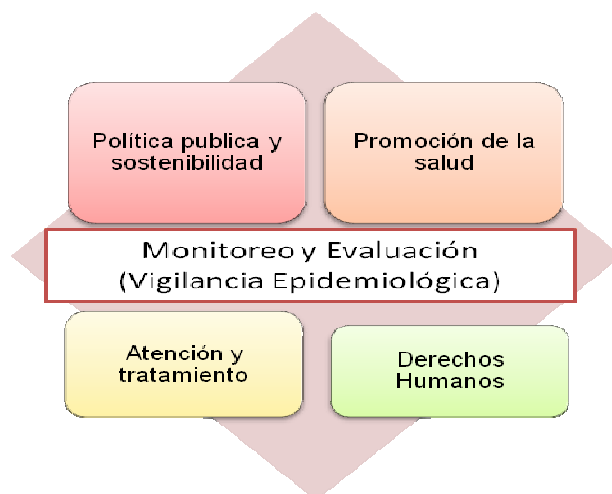 Política publica y
sostenibilidad
Promoción de la
salud
Monitoreo y Evaluación
(Vigilancia Epidemiológica)
Atención y
tratamiento
Derechos
Humanos